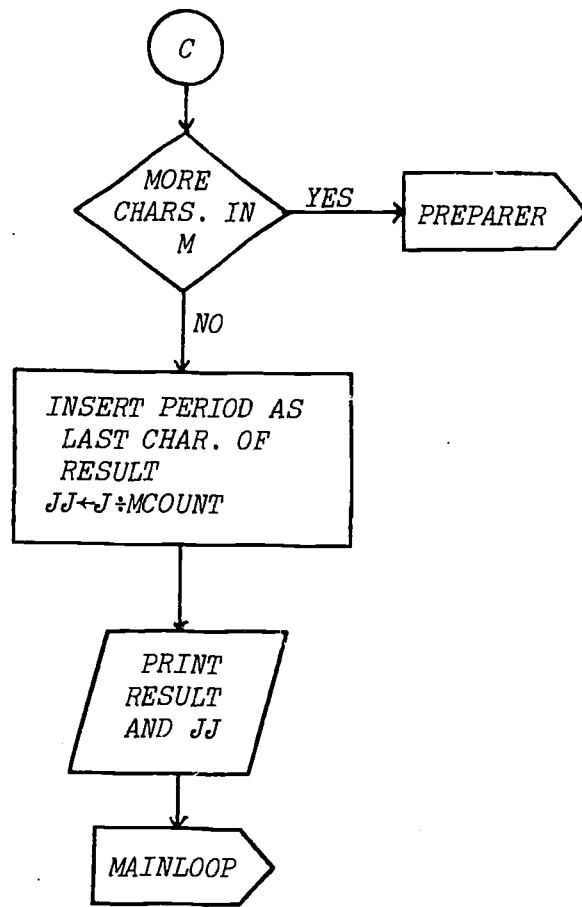 C
MORE
CHARS. IN
M
YES
PREPARER
NO
INSERT PERIOD AS
LAST CHAR. OF
RESULT
JJ←J÷MCOUNT
PRINT
RESULT
AND JJ
MAINLOOP